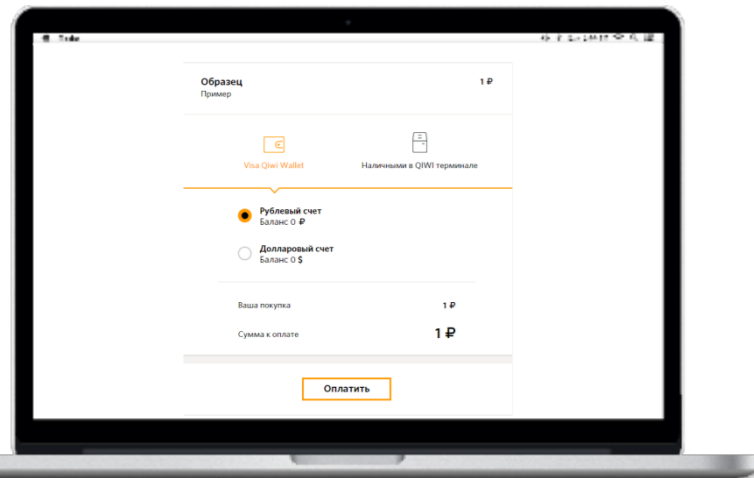 Образец
1 ₽
Пример
Visa Qiwi Wallet
Наличными в QIWI терминале
Рублевый счет
Баланс 0 ₽
Долларовый счет
Баланс 0 $
Ваша покупка
1 ₽
Сумма к оплате
1 ₽
Оплатить